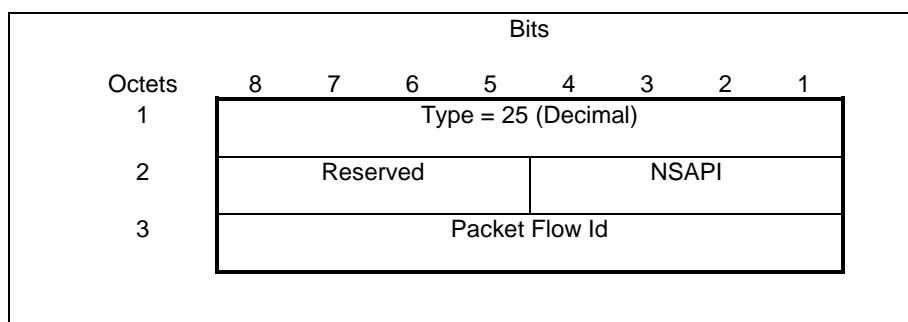 Bits
Octets 8 7 6 5 4 3 2 1
1 Type = 25 (Decimal)
2 Reserved NSAPI
3 Packet Flow Id